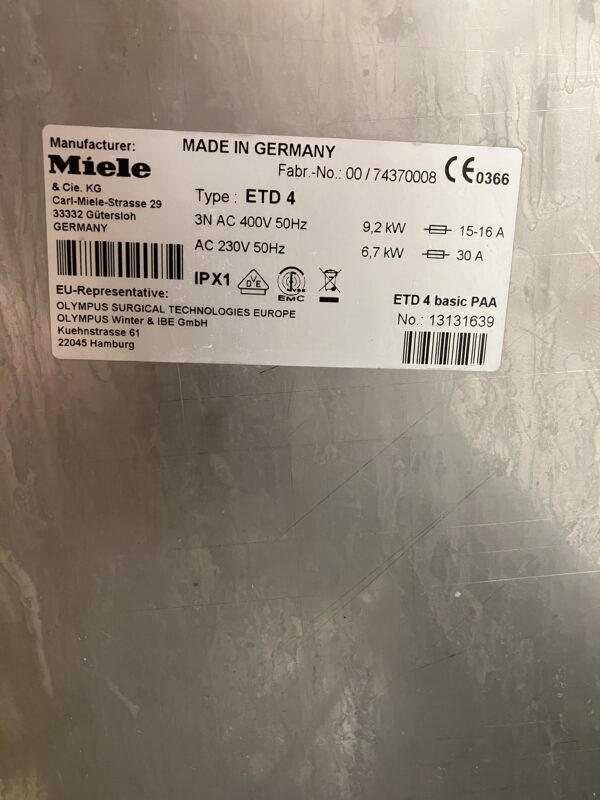 Manufacturer:
MADE IN GERMANY
Miele
Fabr.-No.: 00 / 74370008 CE 0366
& Cie. KG
Carl-Miele-Strasse 29
33332 Gütersloh
GERMANY
Type : ETD 4
3N AC 400V 50Hz 9,2 kW 15-16 A
AC 230V 50Hz 6,7 kW 30 A
IPX1 DVE EMC
EU-Representative:
OLYMPUS SURGICAL TECHNOLOGIES EUROPE
OLYMPUS Winter & IBE GmbH
Kuehnstrasse 61
22045 Hamburg
ETD 4 basic PAA
No.: 13131639